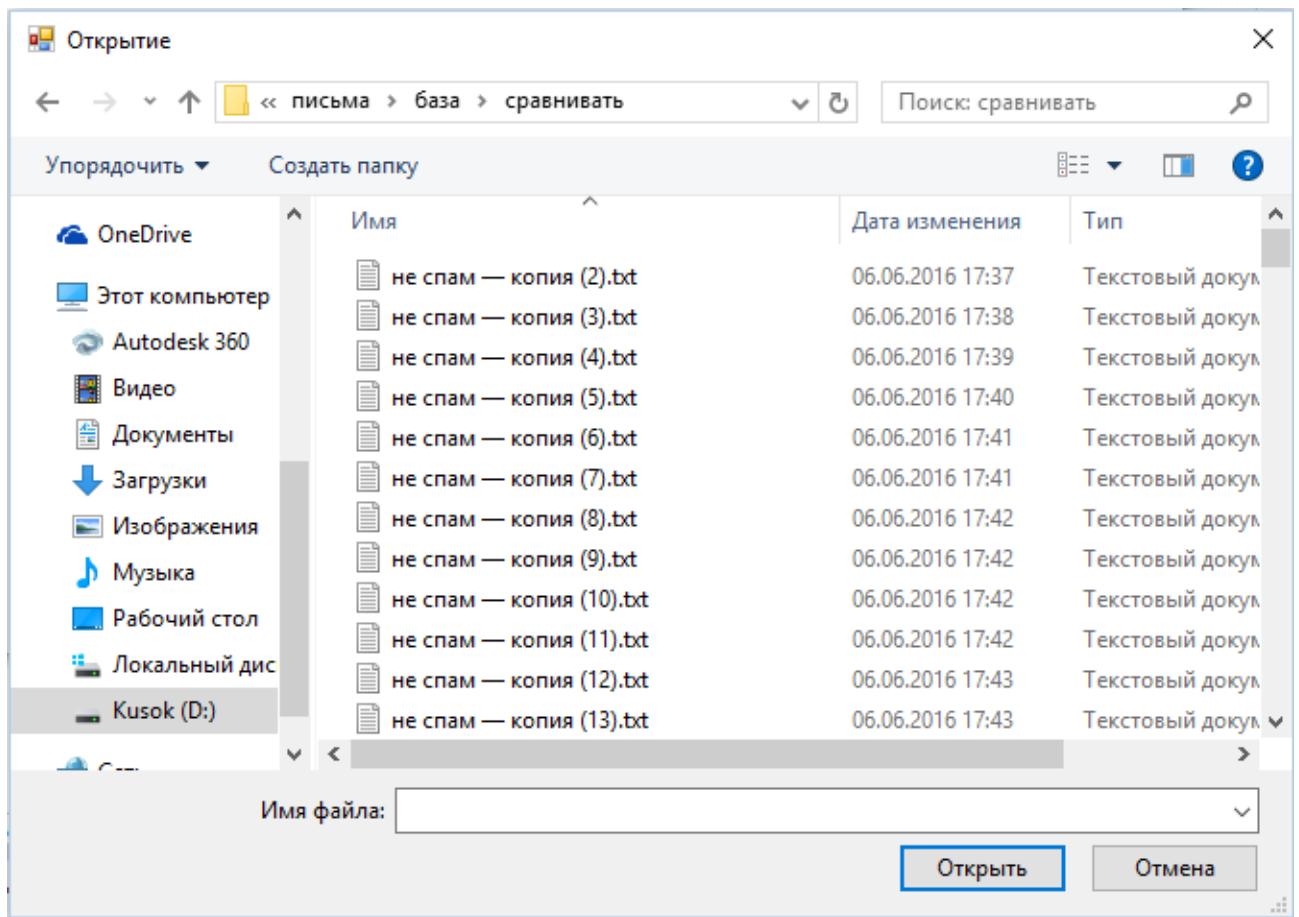 Открытие
« письма › база › сравнивать
Поиск: сравнивать
Упорядочить
Создать папку
?
OneDrive
Этот компьютер
Autodesk 360
Видео
Документы
Загрузки
Изображения
Музыка
Рабочий стол
Локальный дис
Kusok (D:)
Имя Дата изменения Тип
не спам — копия (2).txt 06.06.2016 17:37 Текстовый докум
не спам — копия (3).txt 06.06.2016 17:38 Текстовый докум
не спам — копия (4).txt 06.06.2016 17:39 Текстовый докум
не спам — копия (5).txt 06.06.2016 17:40 Текстовый докум
не спам — копия (6).txt 06.06.2016 17:41 Текстовый докум
не спам — копия (7).txt 06.06.2016 17:41 Текстовый докум
не спам — копия (8).txt 06.06.2016 17:42 Текстовый докум
не спам — копия (9).txt 06.06.2016 17:42 Текстовый докум
не спам — копия (10).txt 06.06.2016 17:42 Текстовый докум
не спам — копия (11).txt 06.06.2016 17:42 Текстовый докум
не спам — копия (12).txt 06.06.2016 17:43 Текстовый докум
не спам — копия (13).txt 06.06.2016 17:43 Текстовый докум
Имя файла:
Открыть
Отмена